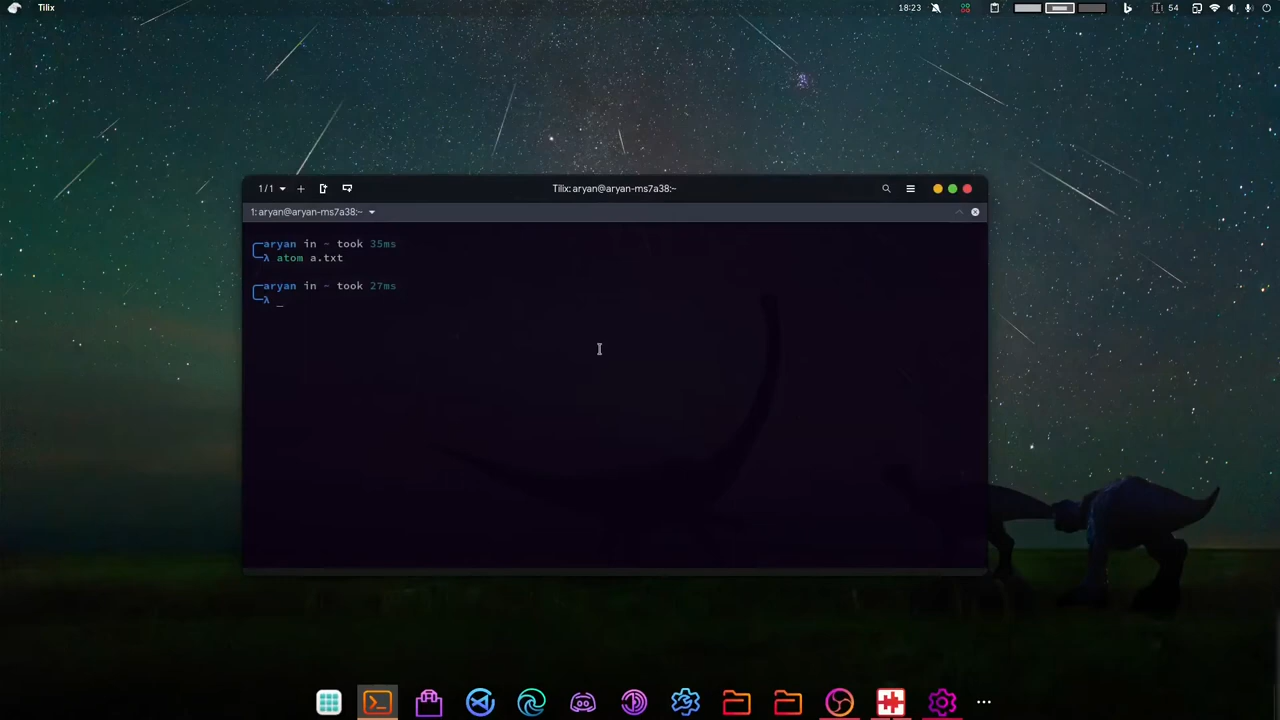 Tilix
18:23
54
1/1
Tilix: aryan@aryan-ms7a38:~
1: aryan@aryan-ms7a38:~
aryan in ~ took 35ms
λ atom a.txt
aryan in ~ took 27ms
λ _